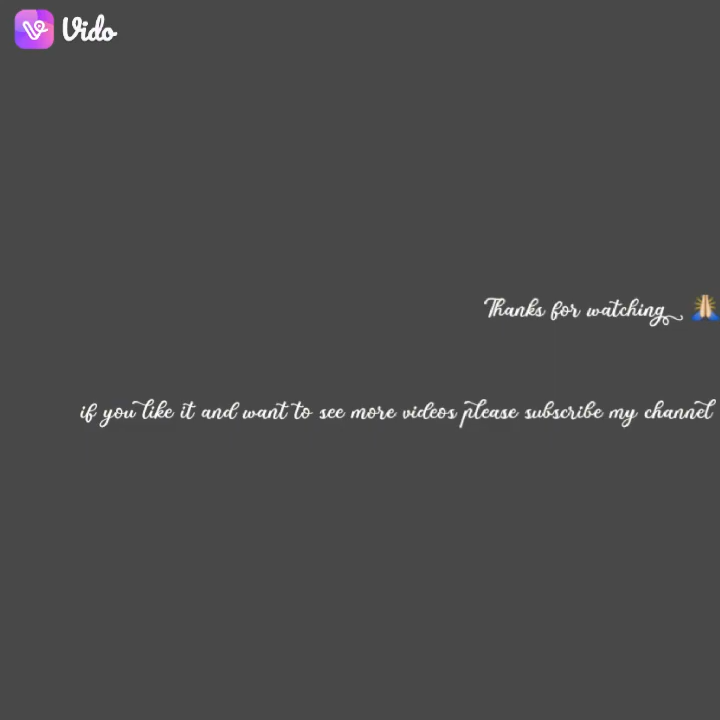 Vido
Thanks for watching 🙏
if you like it and want to see more videos please subscribe my channel